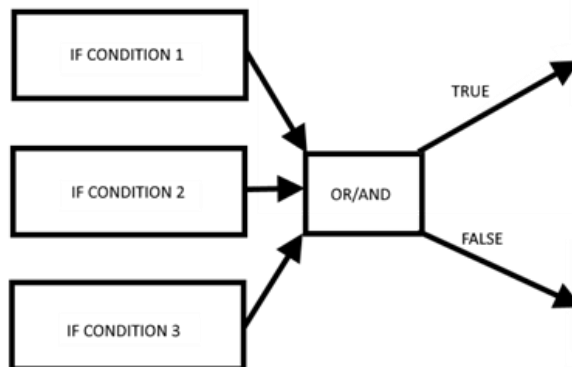 IF CONDITION 1
TRUE
IF CONDITION 2
OR/AND
FALSE
IF CONDITION 3